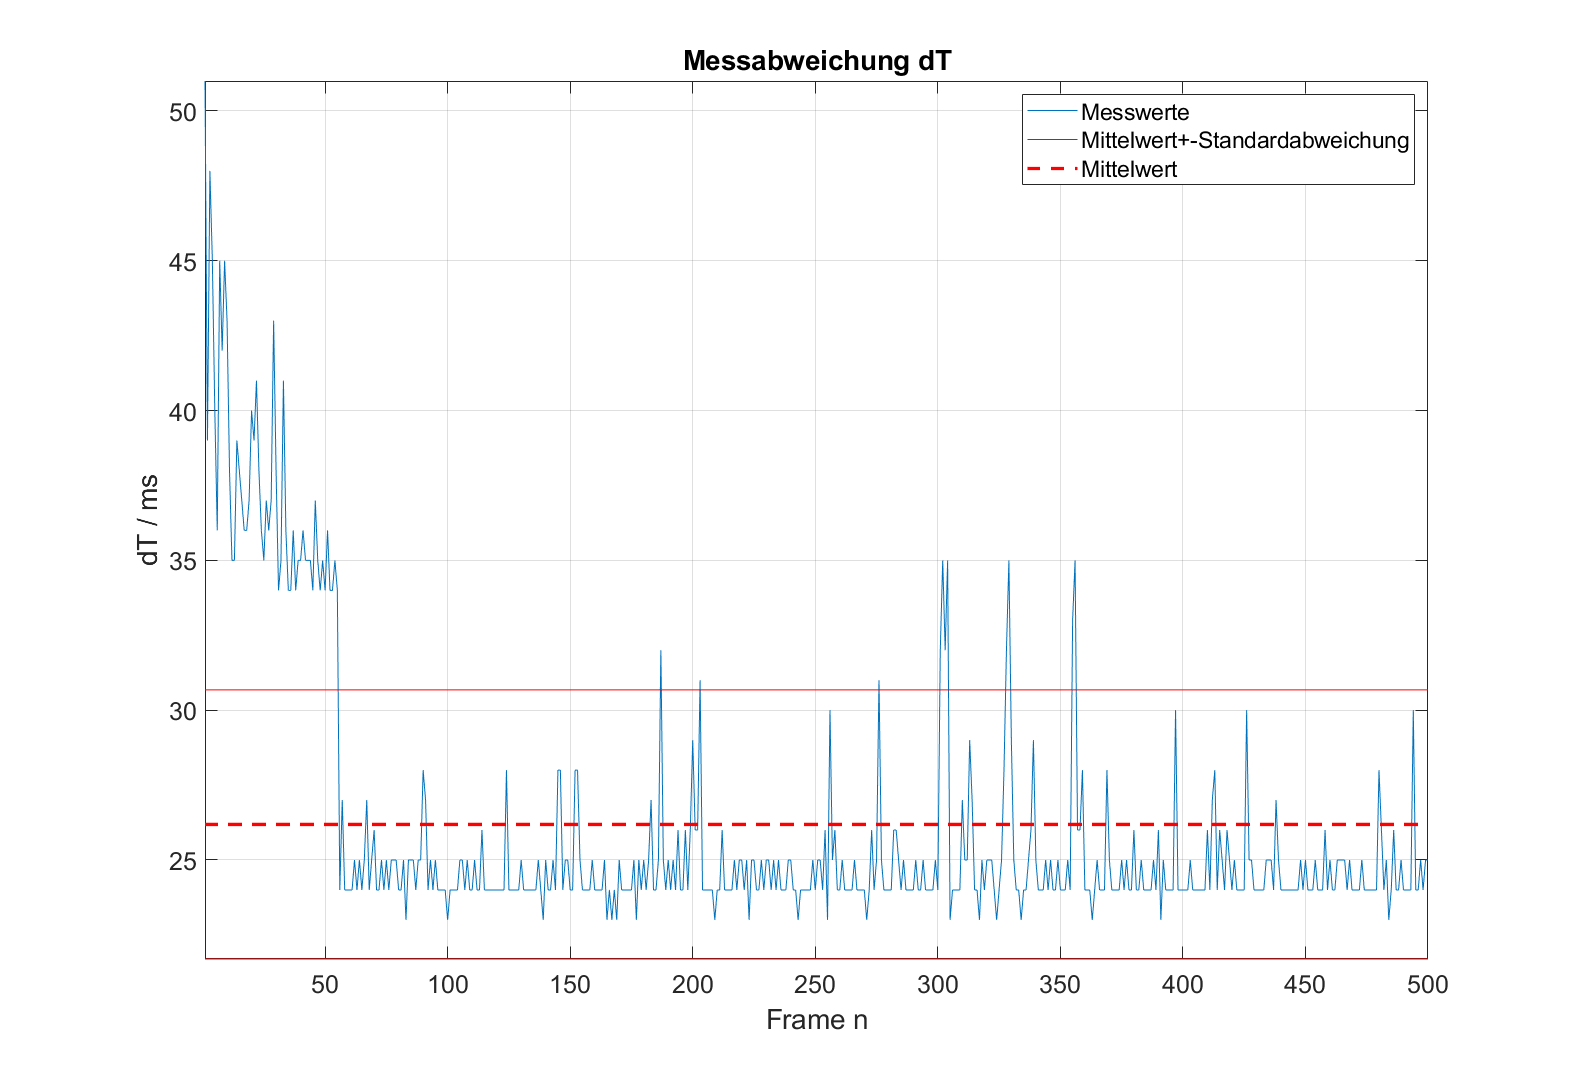 Messabweichung dT
Messwerte
Mittelwert+-Standardabweichung
Mittelwert
50
45
40
35
30
25
dT / ms
50 100 150 200 250 300 350 400 450 500
Frame n